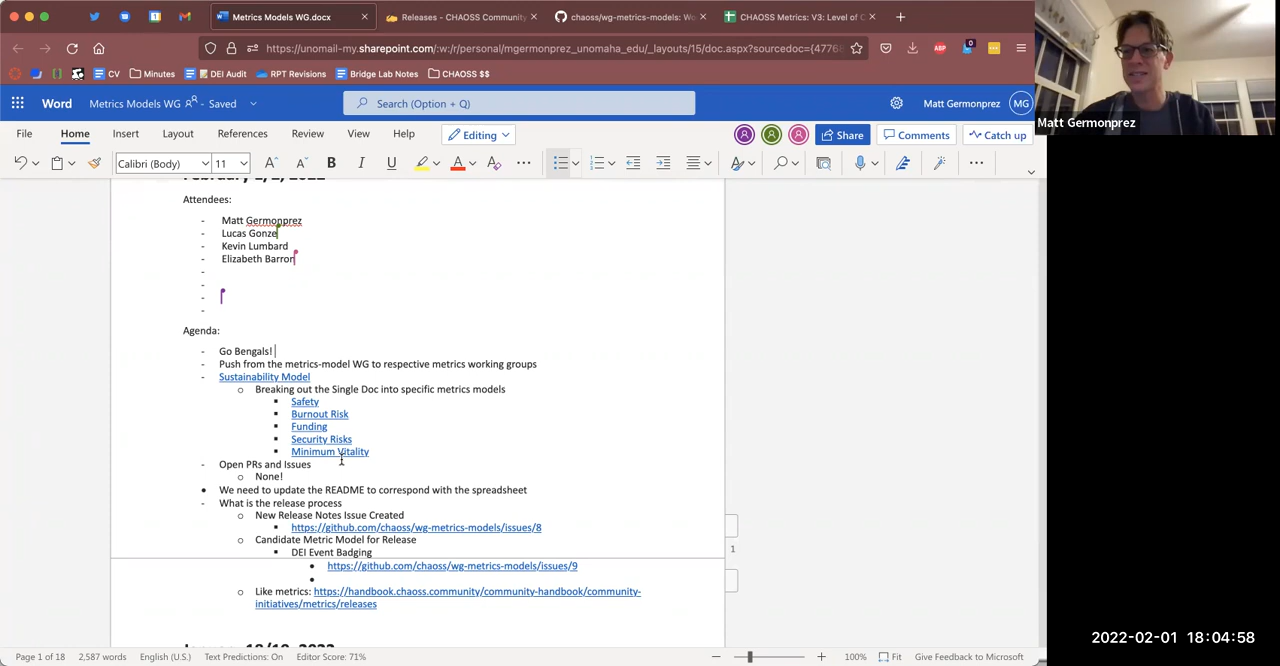 Metrics Models WG.docx
Releases - CHAOSS Community
chaoss/wg-metrics-models: Wo
CHAOSS Metrics: V3: Level of C
https://unomail-my.sharepoint.com/:w:/r/personal/mgermonprez_unomaha_edu/_layouts/15/doc.aspx?sourcedoc={4776
CV
Minutes
DEI Audit
RPT Revisions
Bridge Lab Notes
CHAOSS $$
Matt Germonprez
Word
Metrics Models WG - Saved
Search (Option + Q)
Matt Germonprez
MG
File
Home
Insert
Layout
References
Review
View
Help
Editing
Share
Comments
Catch up
Calibri (Body)
11
B
I
U
Attendees:
- Matt Germonprez
- Lucas Gonze
- Kevin Lumbard
- Elizabeth Barron
-
-
-
-
Agenda:
- Go Bengals!
- Push from the metrics-model WG to respective metrics working groups
- Sustainability Model
o Breaking out the Single Doc into specific metrics models
▪ Safety
▪ Burnout Risk
▪ Funding
▪ Security Risks
▪ Minimum Vitality
- Open PRs and Issues
o None!
• We need to update the README to correspond with the spreadsheet
- What is the release process
o New Release Notes Issue Created
▪ https://github.com/chaoss/wg-metrics-models/issues/8
o Candidate Metric Model for Release
▪ DEI Event Badging
• https://github.com/chaoss/wg-metrics-models/issues/9
•
o Like metrics: https://handbook.chaoss.community/community-handbook/community-
initiatives/metrics/releases
1
Page 1 of 18
2,587 words
English (U.S.)
Text Predictions: On
Editor Score: 71%
100%
Fit
Give Feedback to Microsoft
2022-02-01 18:04:58